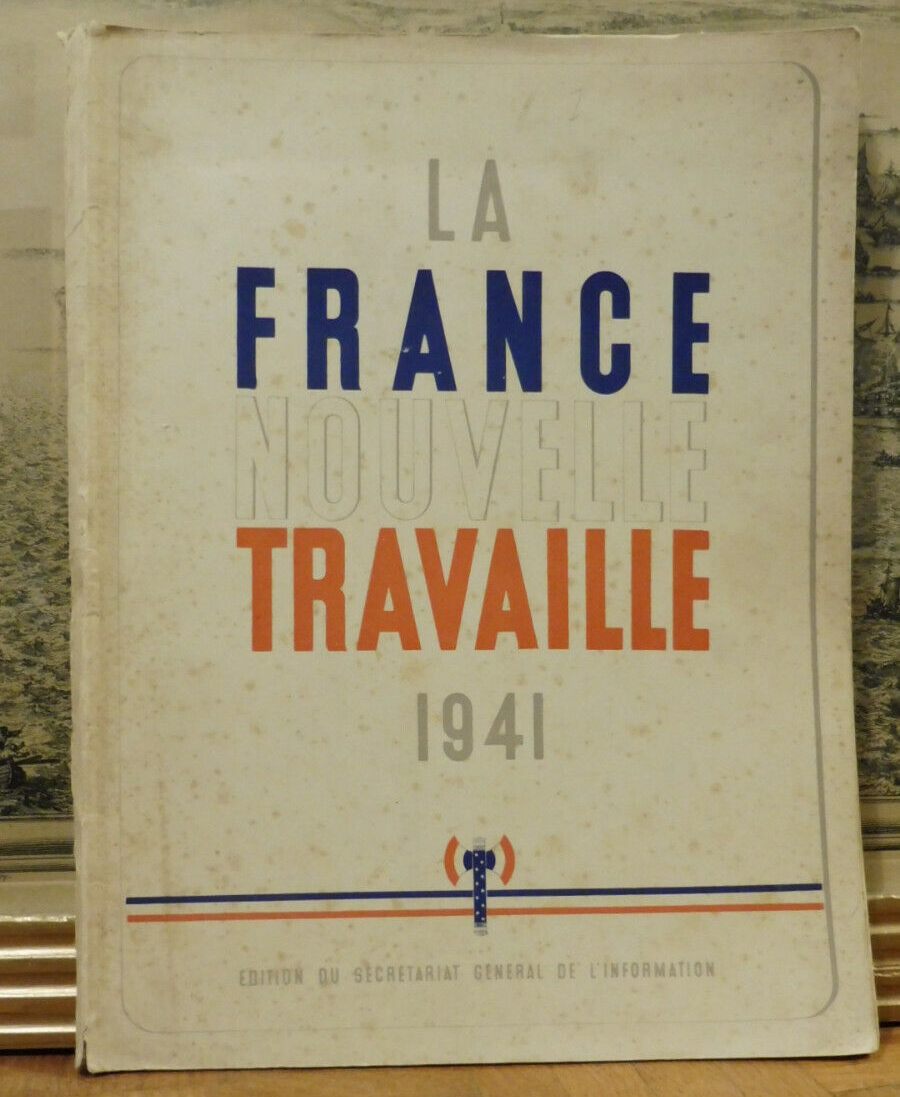 LA
FRANCE
NOUVELLE
TRAVAILLE
1941
EDITION DU SECRETARIAT GENERAL DE L'INFORMATION